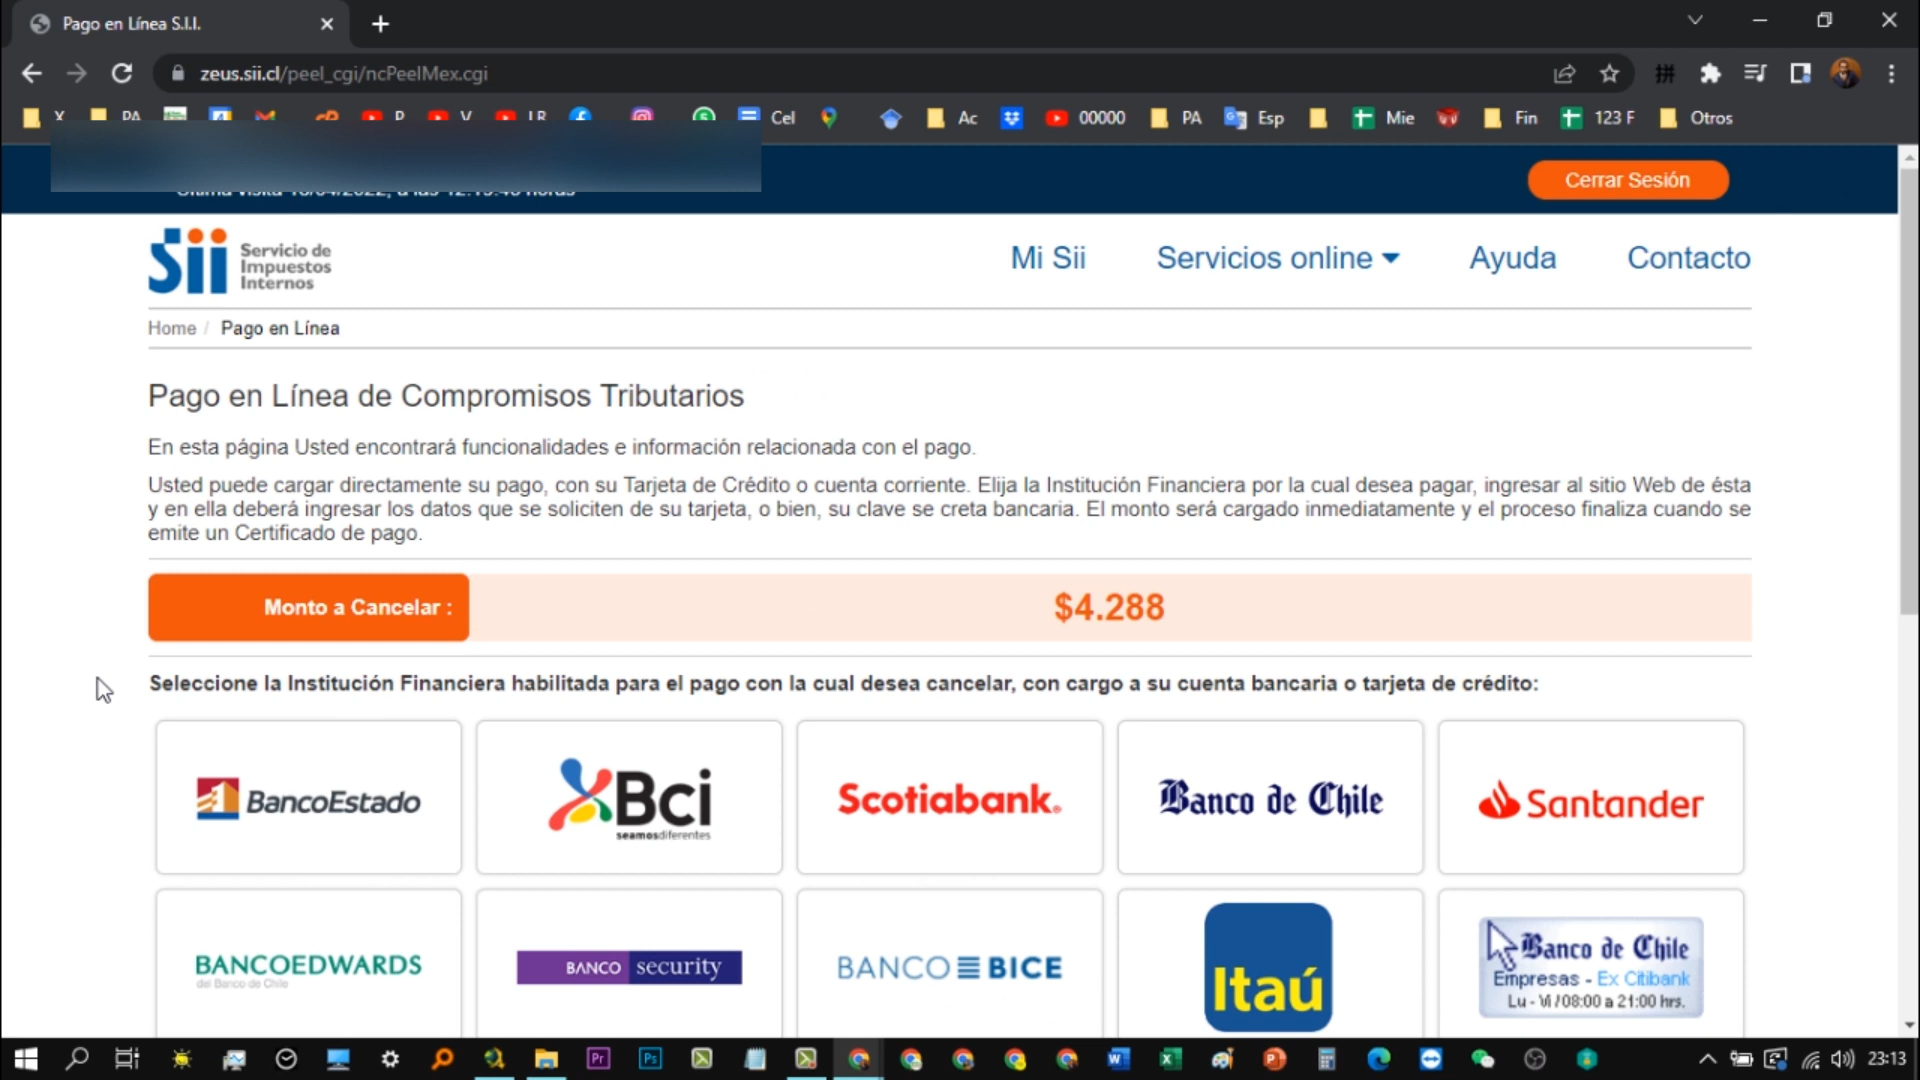 Pago en Línea S.I.I.
zeus.sii.cl/peel_cgi/ncPeelMex.cgi
X PA P V LR Cel Ac 00000 PA Esp Mie Fin 123 F Otros
Cerrar Sesión
Sii Servicio de
Impuestos
Internos
Mi Sii Servicios online Ayuda Contacto
Home / Pago en Línea
Pago en Línea de Compromisos Tributarios
En esta página Usted encontrará funcionalidades e información relacionada con el pago.
Usted puede cargar directamente su pago, con su Tarjeta de Crédito o cuenta corriente. Elija la Institución Financiera por la cual desea pagar, ingresar al sitio Web de ésta
y en ella deberá ingresar los datos que se soliciten de su tarjeta, o bien, su clave se creta bancaria. El monto será cargado inmediatamente y el proceso finaliza cuando se
emite un Certificado de pago.
Monto a Cancelar : $4.288
Seleccione la Institución Financiera habilitada para el pago con la cual desea cancelar, con cargo a su cuenta bancaria o tarjeta de crédito:
BancoEstado
Bci
seamosdiferentes
Scotiabank
Banco de Chile
Santander
BANCOEDWARDS
del Banco de Chile
BANCO security
BANCO BICE
Itaú
Banco de Chile
Empresas - Ex Citibank
Lu - Vi / 08:00 a 21:00 hrs.
23:13